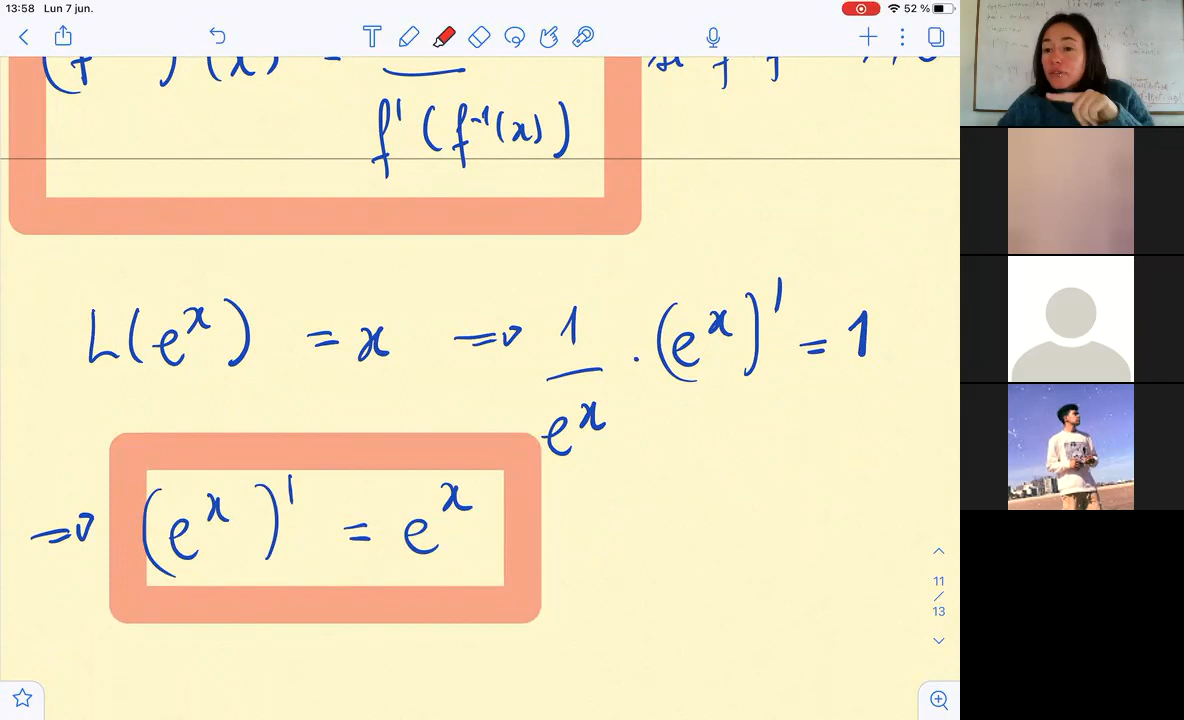 13:58 Lun 7 jun. 52 %
f'(f⁻¹(x))
L(eˣ) = x ⇒ 1/eˣ · (eˣ)' = 1
⇒ (eˣ)' = eˣ
11
/
13